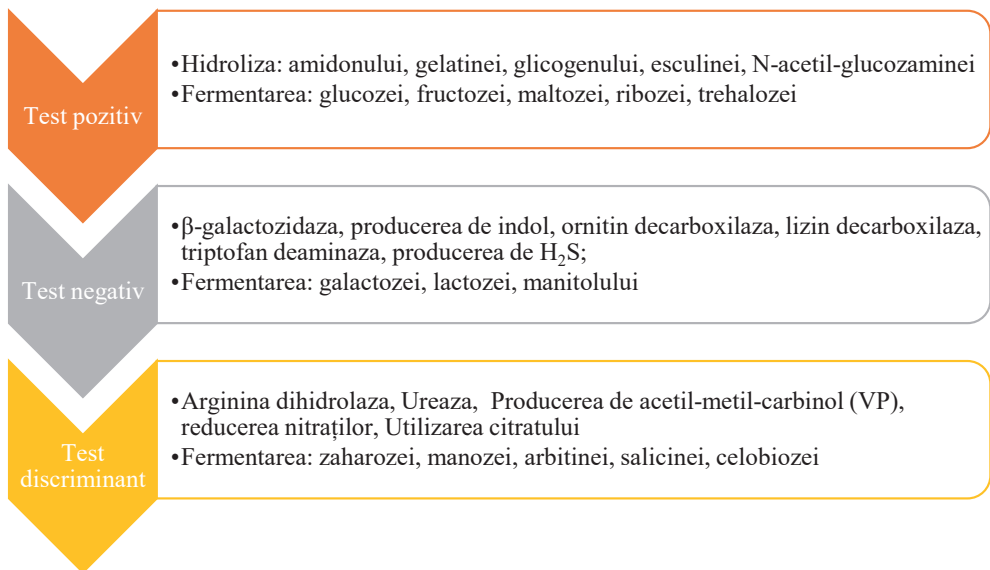 Test pozitiv
•Hidroliza: amidonului, gelatinei, glicogenului, esculinei, N-acetil-glucozaminei
•Fermentarea: glucozei, fructozei, maltozei, ribozei, trehalozei
Test negativ
•β-galactozidaza, producerea de indol, ornitin decarboxilaza, lizin decarboxilaza,
triptofan deaminaza, producerea de H₂S;
•Fermentarea: galactozei, lactozei, manitolului
Test
discriminant
•Arginina dihidrolaza, Ureaza, Producerea de acetil-metil-carbinol (VP),
reducerea nitraților, Utilizarea citratului
•Fermentarea: zaharozei, manozei, arbitinei, salicinei, celobiozei